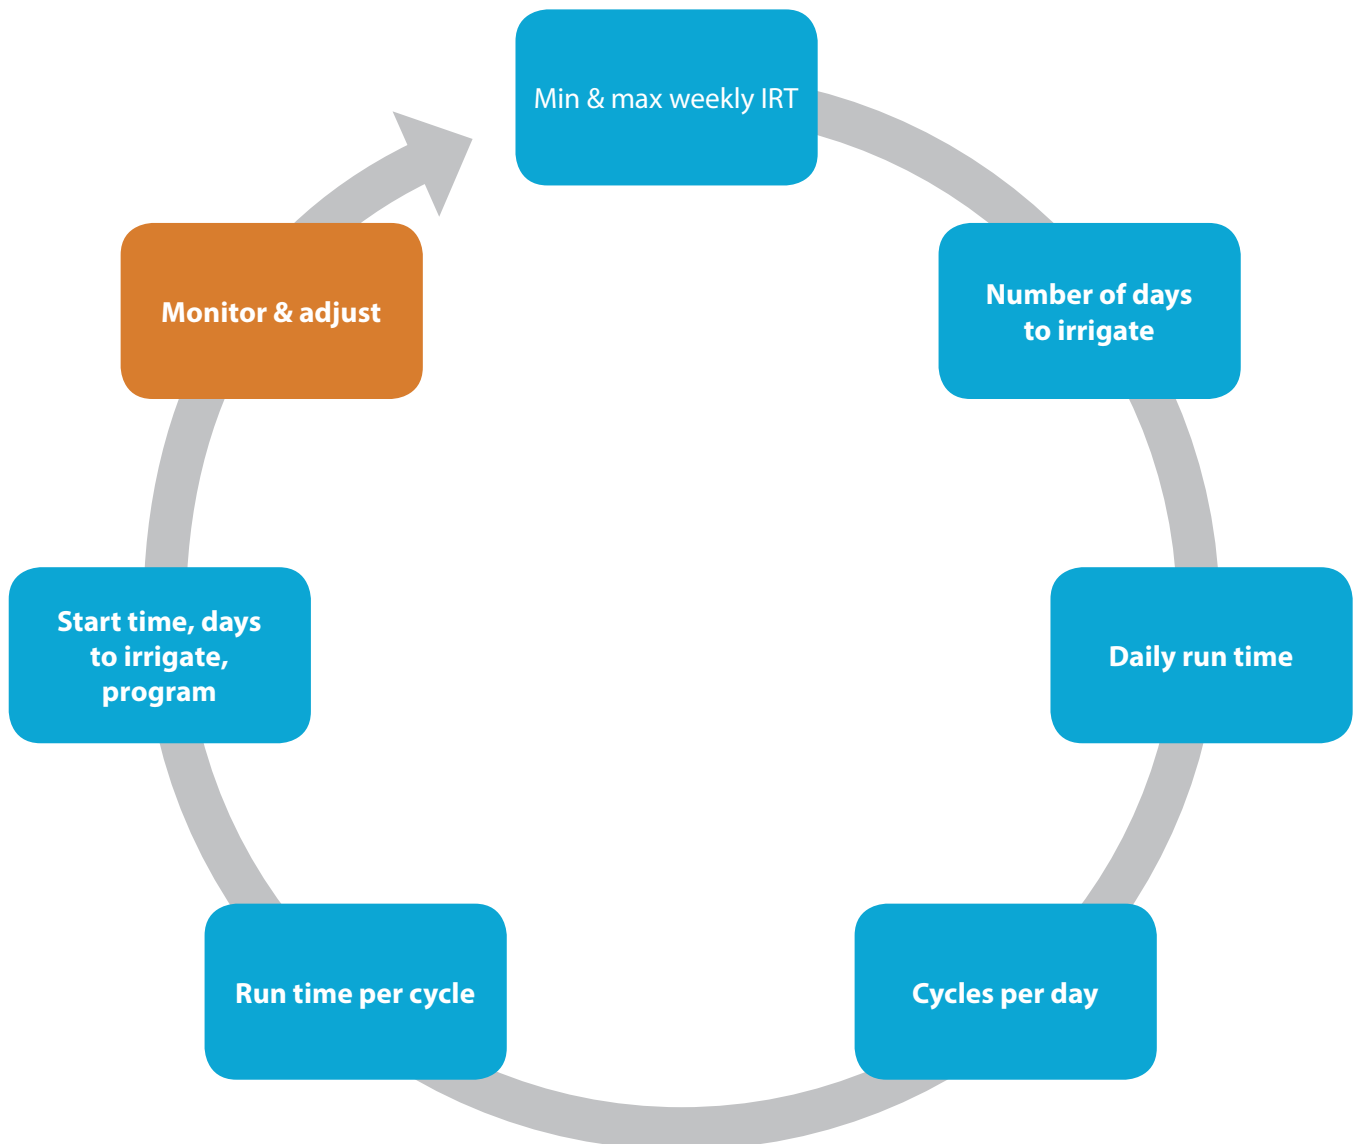 Min & max weekly IRT
Number of days
to irrigate
Daily run time
Cycles per day
Run time per cycle
Start time, days
to irrigate,
program
Monitor & adjust